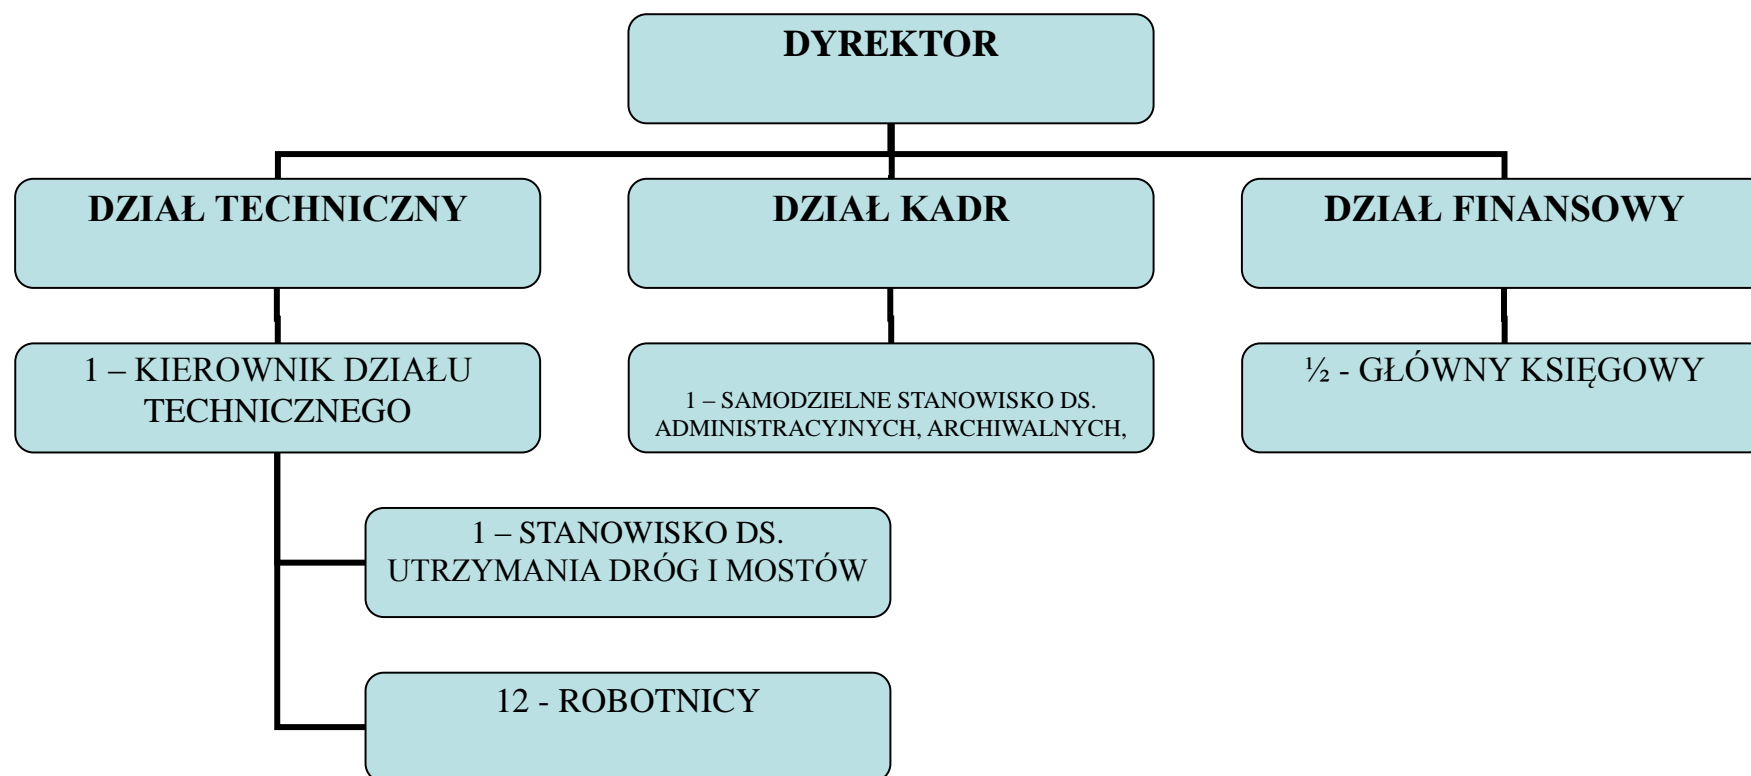 DYREKTOR
DZIAŁ TECHNICZNY
DZIAŁ KADR
DZIAŁ FINANSOWY
1 – KIEROWNIK DZIAŁU
TECHNICZNEGO
1 – SAMODZIELNE STANOWISKO DS.
ADMINISTRACYJNYCH, ARCHIWALNYCH,
½ - GŁÓWNY KSIĘGOWY
1 – STANOWISKO DS.
UTRZYMANIA DRÓG I MOSTÓW
12 - ROBOTNICY